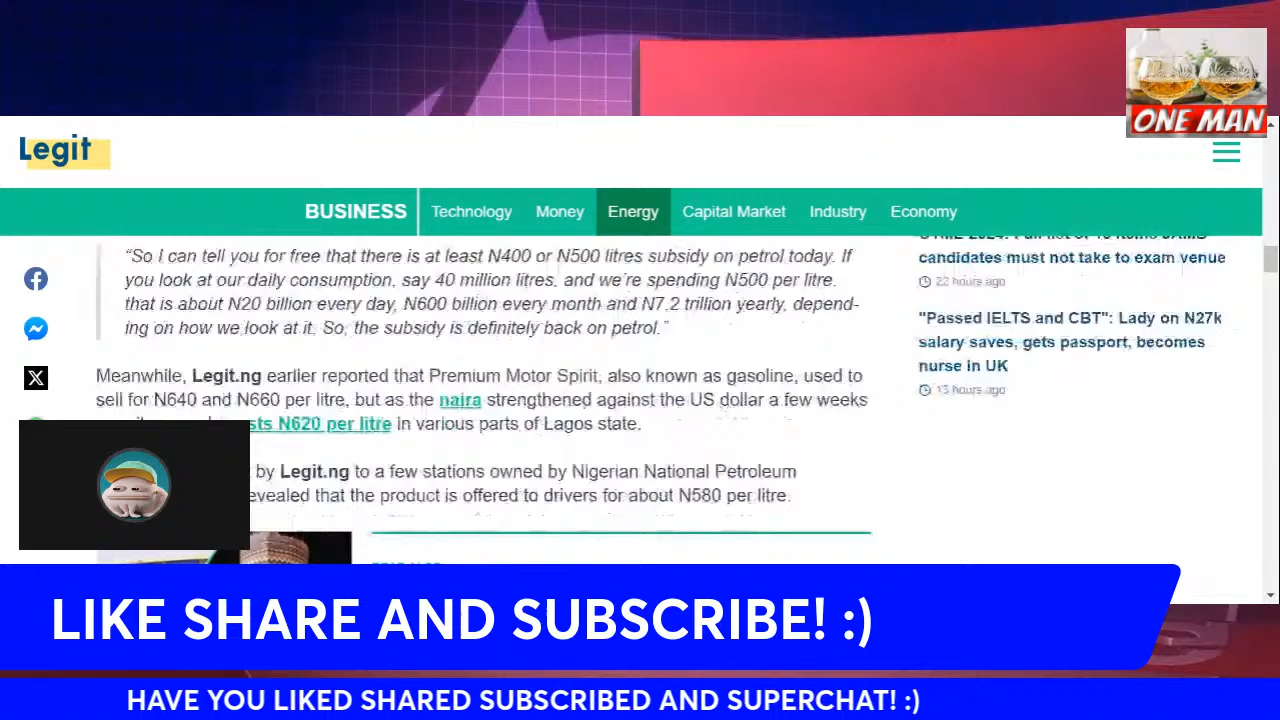 ONE MAN
Legit
BUSINESS Technology Money Energy Capital Market Industry Economy
“So I can tell you for free that there is at least N400 or N500 litres subsidy on petrol today. If
you look at our daily consumption, say 40 million litres, and we’re spending N500 per litre,
that is about N20 billion every day, N600 billion every month and N7.2 trillion yearly, depend-
ing on how we look at it. So, the subsidy is definitely back on petrol.”
Meanwhile, Legit.ng earlier reported that Premium Motor Spirit, also known as gasoline, used to
sell for N640 and N660 per litre, but as the naira strengthened against the US dollar a few weeks
N620 per litre in various parts of Lagos state.
by Legit.ng to a few stations owned by Nigerian National Petroleum
revealed that the product is offered to drivers for about N580 per litre.
candidates must not take to exam venue
22 hours ago
"Passed IELTS and CBT": Lady on N27k
salary saves, gets passport, becomes
nurse in UK
hours ago
LIKE SHARE AND SUBSCRIBE! :)
HAVE YOU LIKED SHARED SUBSCRIBED AND SUPERCHAT! :)